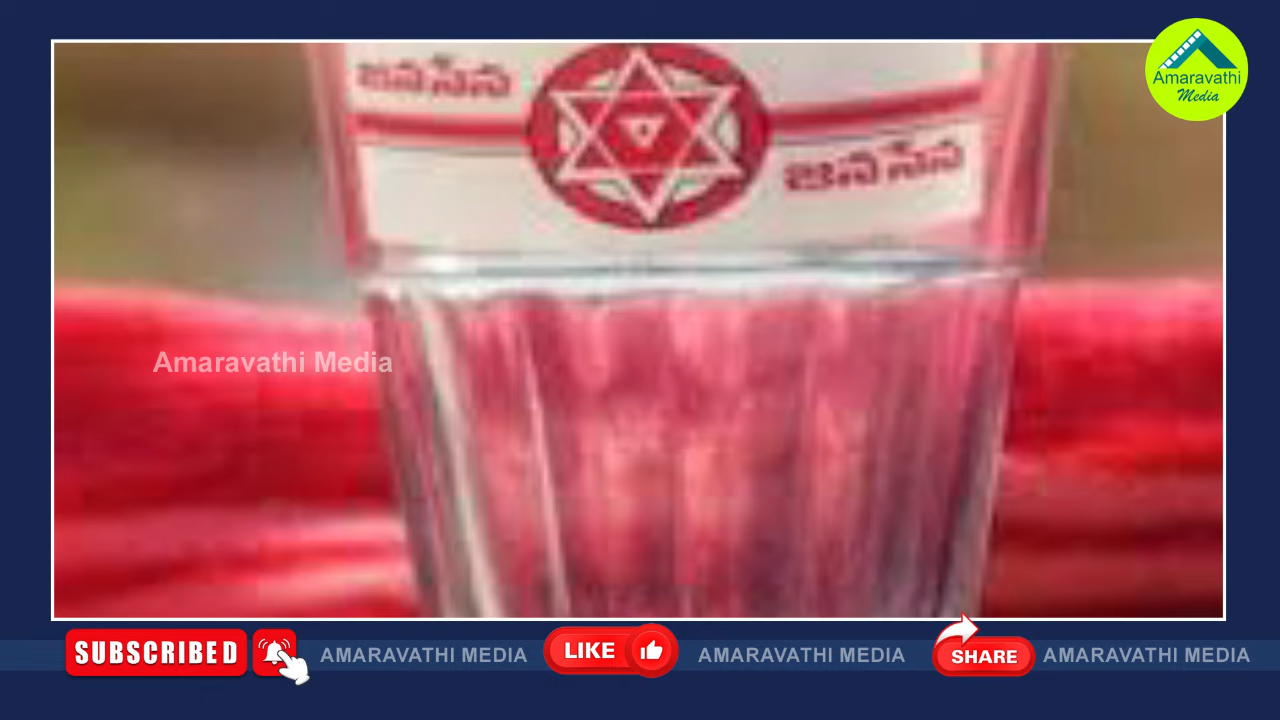 జనసేన
జనసేన
Amaravathi
Media
Amaravathi Media
SUBSCRIBED
AMARAVATHI MEDIA
LIKE
AMARAVATHI MEDIA
SHARE
AMARAVATHI MEDIA